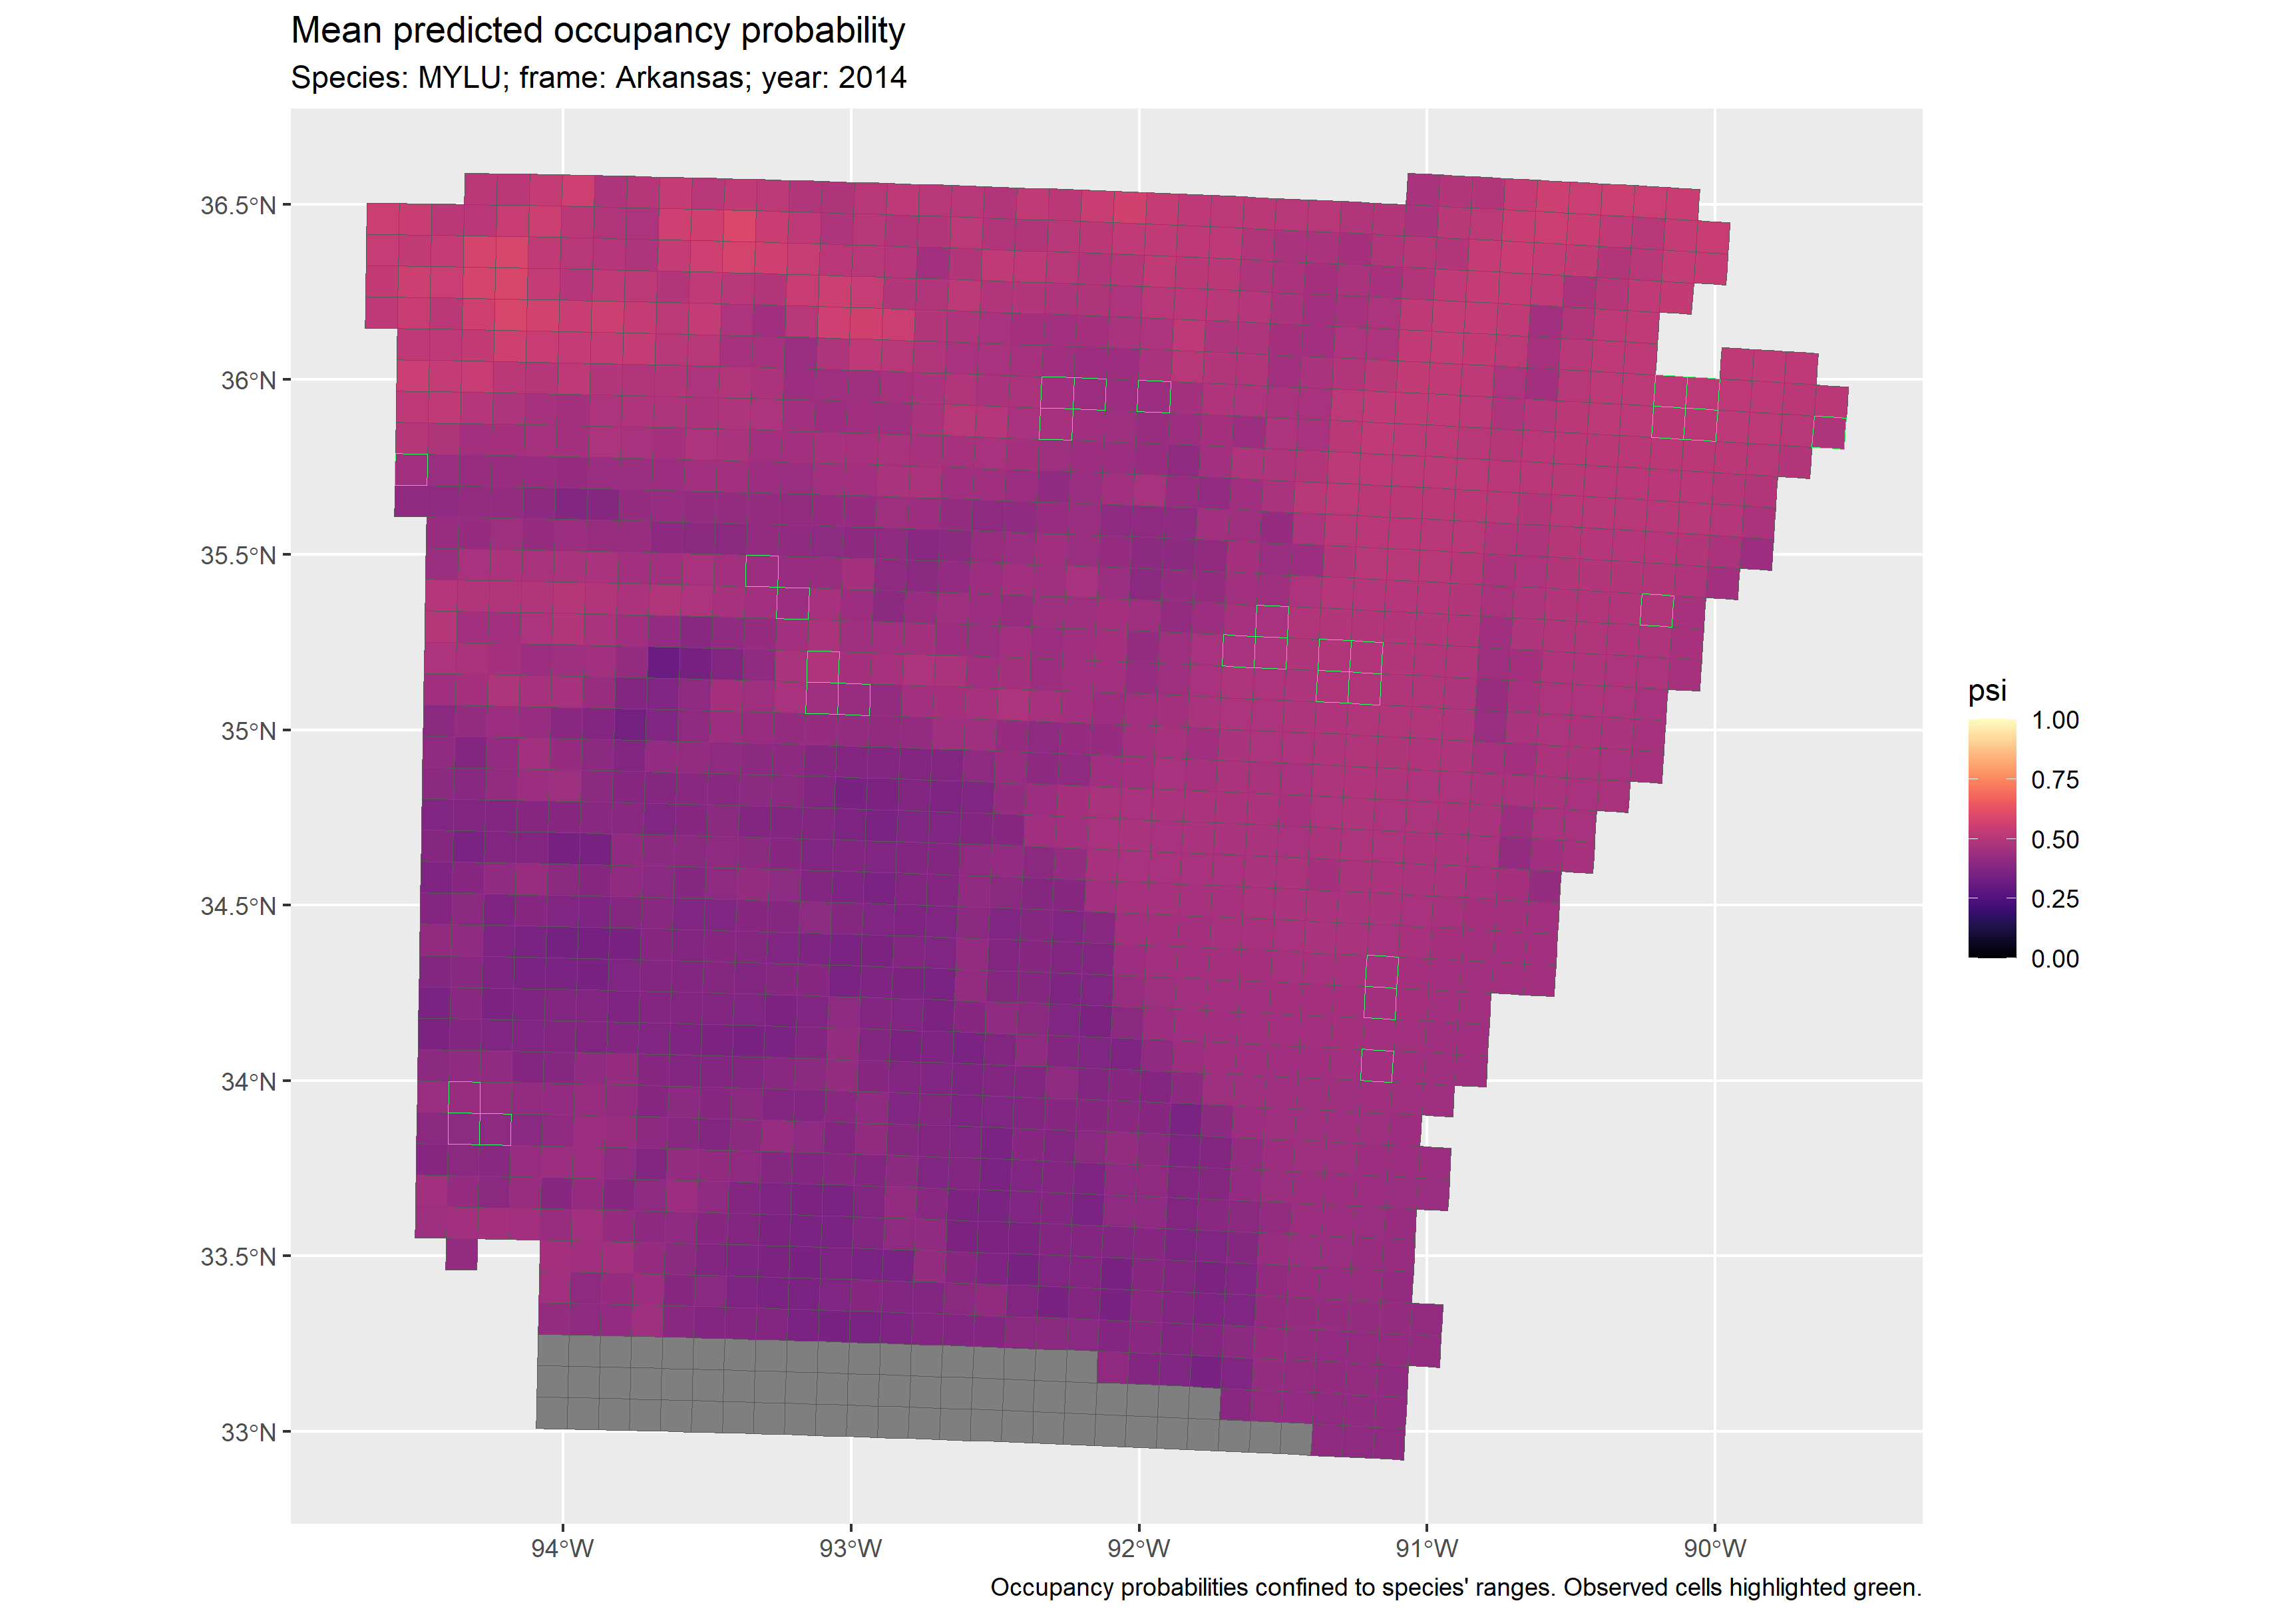 Mean predicted occupancy probability
Species: MYLU; frame: Arkansas; year: 2014
36.5°N
36°N
35.5°N
35°N
34.5°N
34°N
33.5°N
33°N
94°W
93°W
92°W
91°W
90°W
psi
1.00
0.75
0.50
0.25
0.00
Occupancy probabilities confined to species' ranges. Observed cells highlighted green.